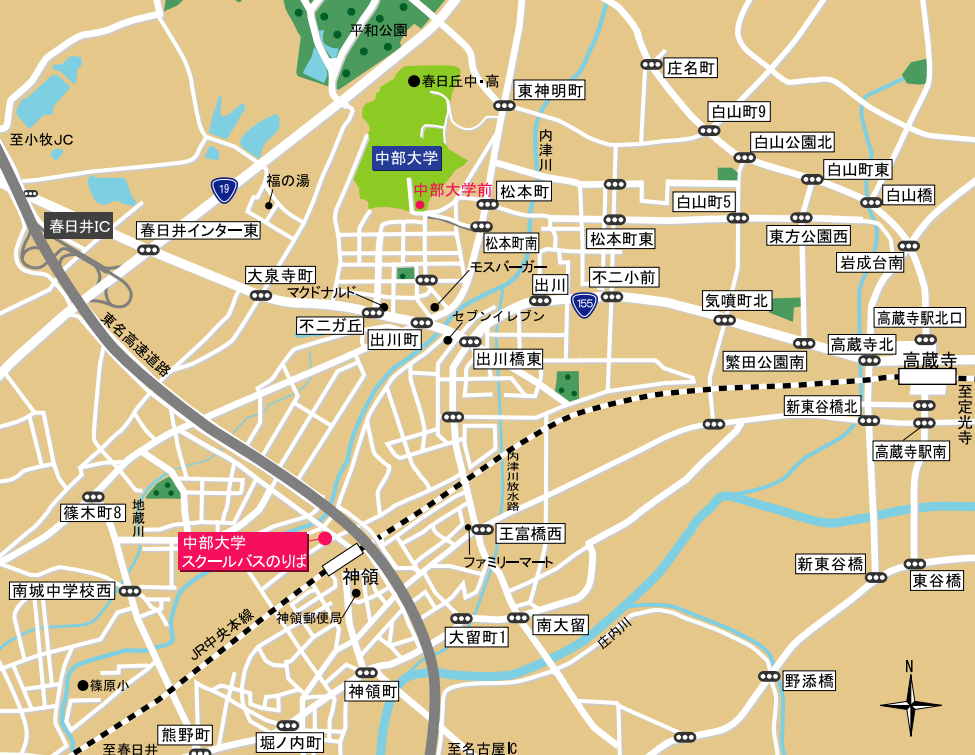 平和公園
春日丘中・高
庄名町
東神明町
白山町9
至小牧JC
内津川
白山公園北
中部大学
白山町東
19
福の湯
中部大学前
松本町
白山橋
白山町5
春日井IC
春日井インター東
松本町南
松本町東
東方公園西
岩成台南
大泉寺町
モスバーガー
出川
不二小前
マクドナルド
155
気噴町北
セブンイレブン
高蔵寺駅北口
不二ガ丘
出川町
東名高速道路
出川橋東
繁田公園南
高蔵寺北
高蔵寺
至定光寺
新東谷橋北
高蔵寺駅南
内津川放水路
篠木町8
地蔵川
王富橋西
中部大学
スクールバスのりば
ファミリーマート
新東谷橋
東谷橋
神領
南城中学校西
神領郵便局
JR中央本線
大留町1
南大留
庄内川
N
篠原小
神領町
野添橋
熊野町
堀ノ内町
至春日井
至名古屋IC